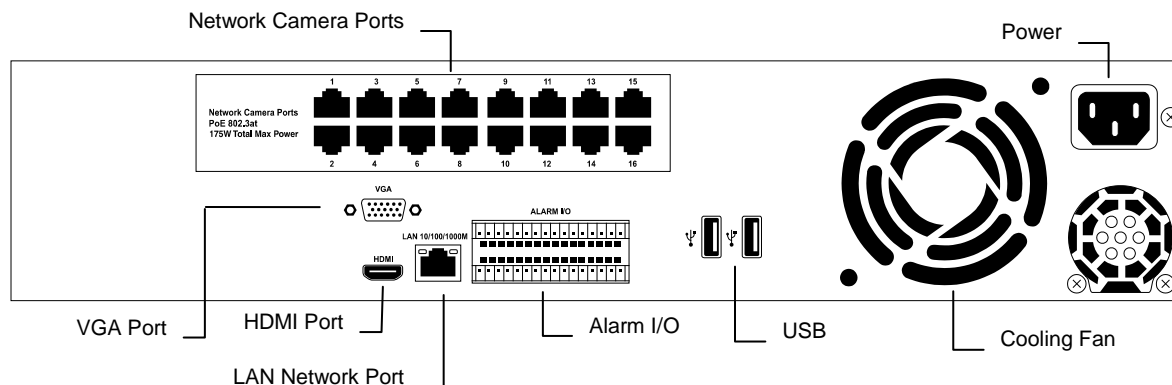 Network Camera Ports
Power
1 3 5 7 9 11 13 15
Network Camera Ports
PoE 802.3at
175W Total Max Power
2 4 6 8 10 12 14 16
VGA
ALARM I/O
LAN 10/100/1000M
HDMI
VGA Port
HDMI Port
Alarm I/O
USB
Cooling Fan
LAN Network Port